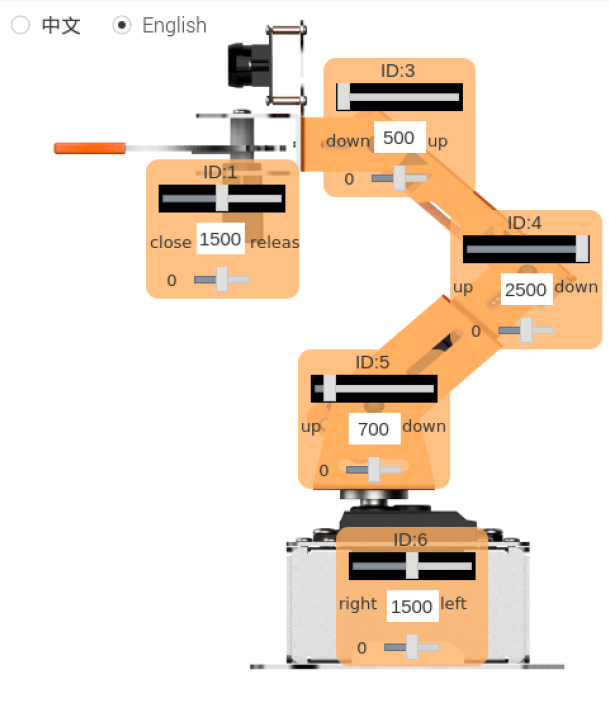 中文 English
ID:3
down 500 up
0
ID:1
close 1500 releas
0
ID:4
up 2500 down
0
ID:5
up 700 down
0
ID:6
right 1500 left
0